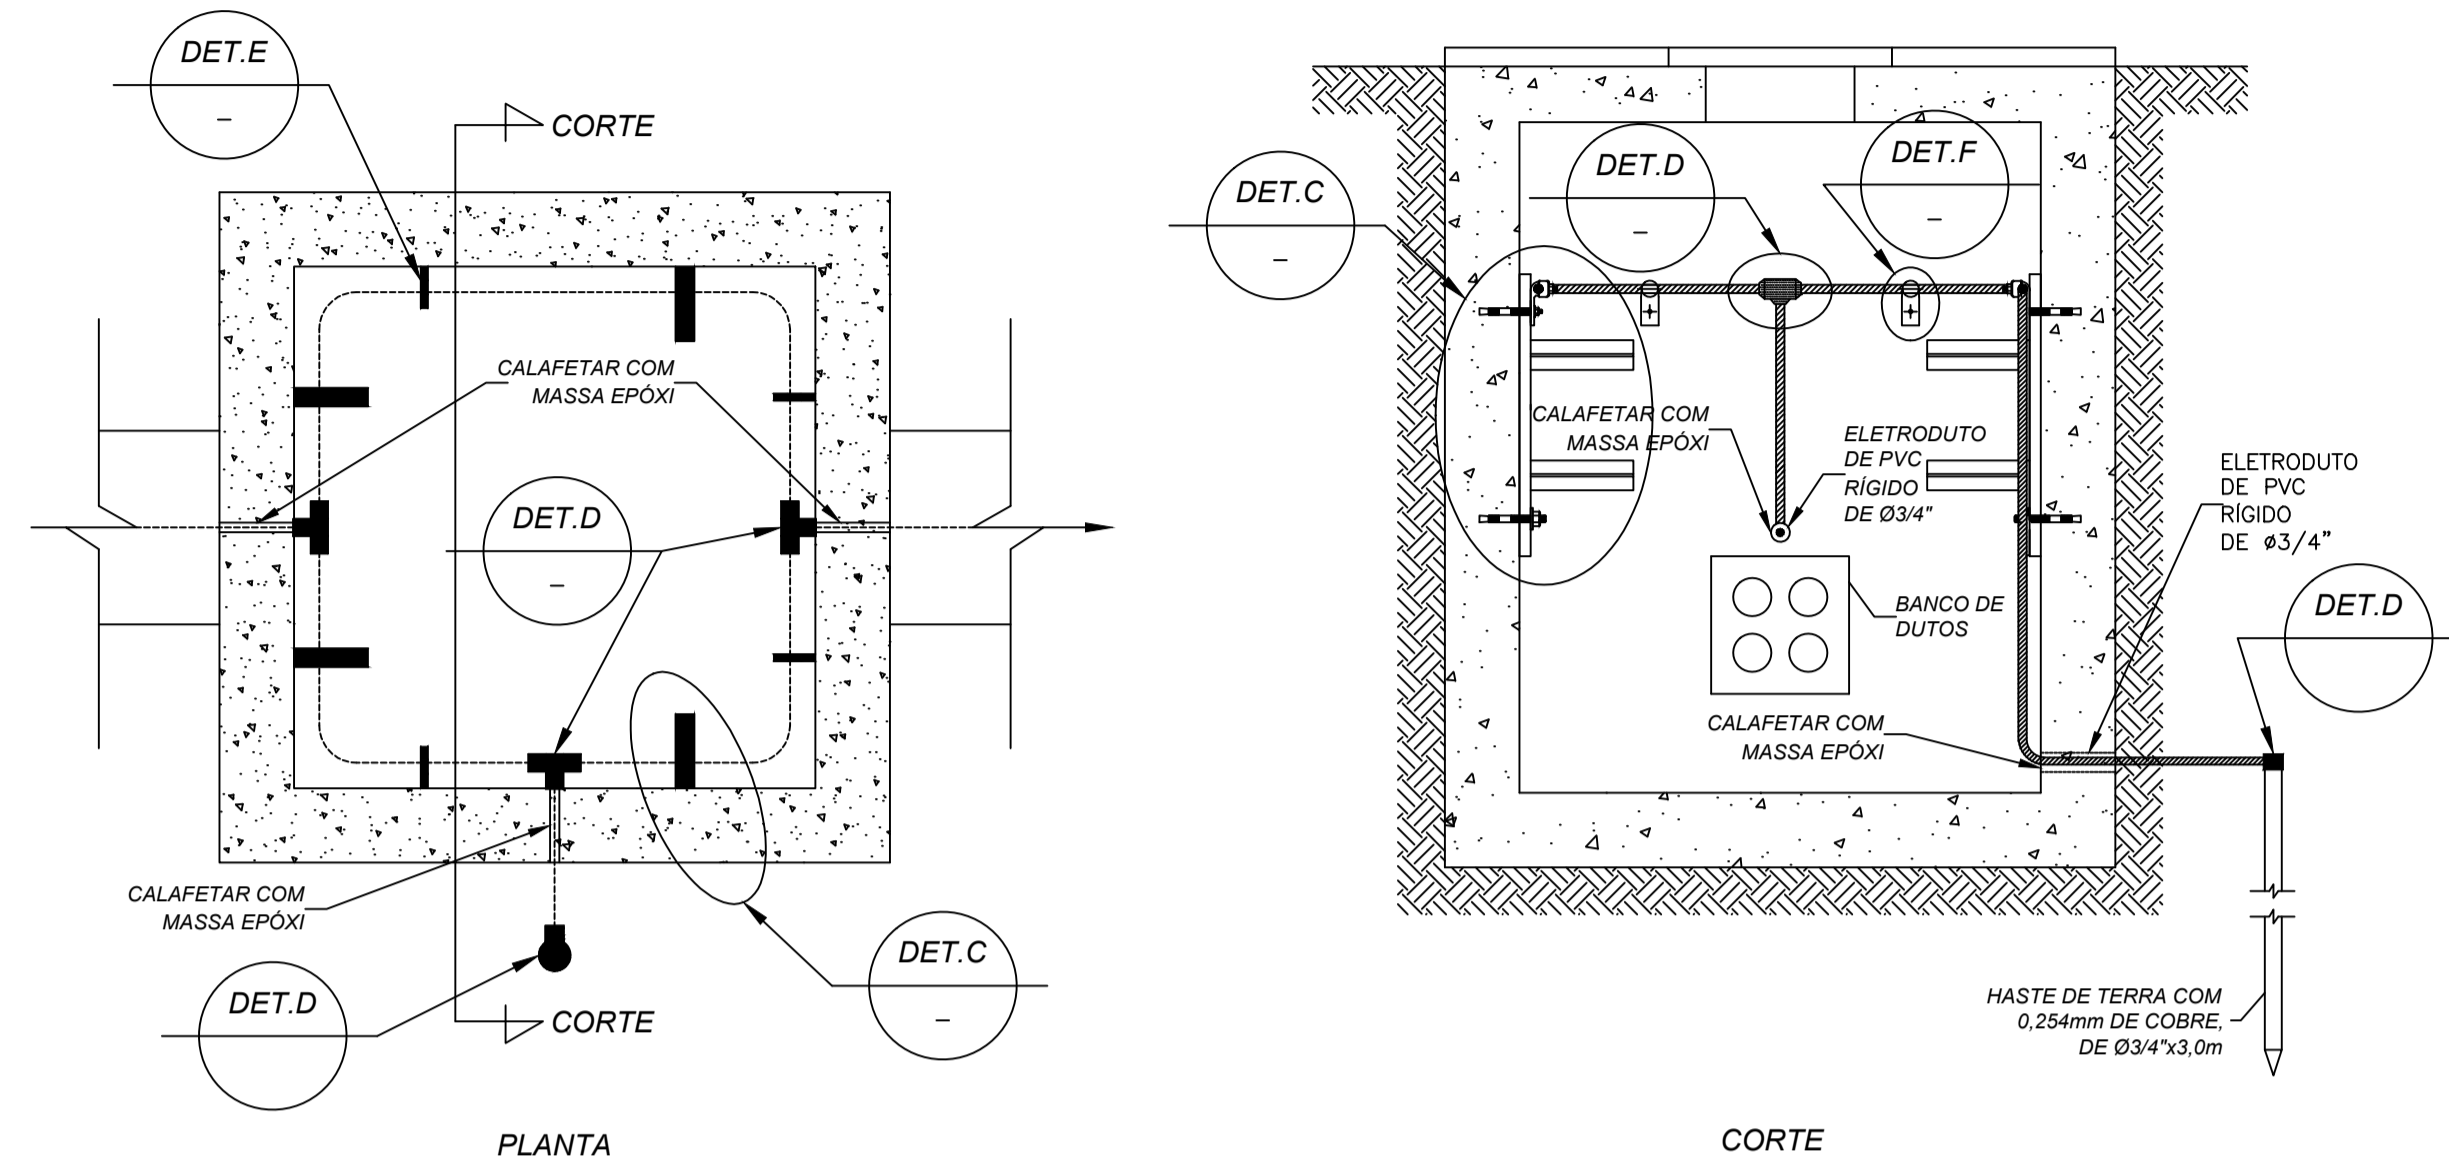 DET.E
–
CORTE
CALAFETAR COM
MASSA EPÓXI
DET.D
–
CALAFETAR COM
MASSA EPÓXI
DET.D
DET.C
–
CORTE
PLANTA
DET.C
–
DET.D
–
DET.F
–
CALAFETAR COM
MASSA EPÓXI
ELETRODUTO
DE PVC
RÍGIDO
DE Ø3/4"
ELETRODUTO
DE PVC
RÍGIDO
DE ø3/4”
BANCO DE
DUTOS
DET.D
CALAFETAR COM
MASSA EPÓXI
HASTE DE TERRA COM
0,254mm DE COBRE,
DE Ø3/4"x3,0m
CORTE